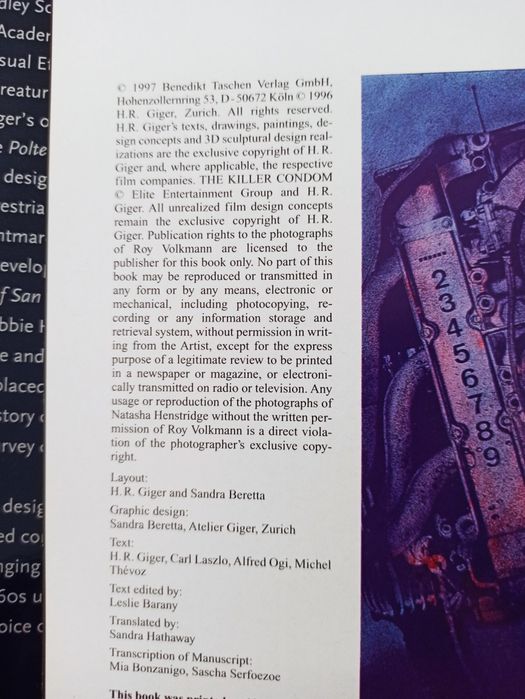 dley Sc
Acader
sual Ef
reatur
ger's o
e Polte
desig
estria
ntmar
evelo
f San
bbie H
e and
placed
story
rvey
desig
ed co
nging
60s u
oice c
© 1997 Benedikt Taschen Verlag GmbH,
Hohenzollernring 53, D-50672 Köln © 1996
H.R. Giger, Zurich. All rights reserved.
H.R. Giger's texts, drawings, paintings, de-
sign concepts and 3D sculptural design real-
izations are the exclusive copyright of H. R.
Giger and, where applicable, the respective
film companies. THE KILLER CONDOM
© Elite Entertainment Group and H. R.
Giger. All unrealized film design concepts
remain the exclusive copyright of H. R.
Giger. Publication rights to the photographs
of Roy Volkmann are licensed to the
publisher for this book only. No part of this
book may be reproduced or transmitted in
any form or by any means, electronic or
mechanical, including photocopying, re-
cording or any information storage and
retrieval system, without permission in writ-
ing from the Artist, except for the express
purpose of a legitimate review to be printed
in a newspaper or magazine, or electroni-
cally transmitted on radio or television. Any
usage or reproduction of the photographs of
Natasha Henstridge without the written per-
mission of Roy Volkmann is a direct viola-
tion of the photographer's exclusive copy-
right.
Layout:
H. R. Giger and Sandra Beretta
Graphic design:
Sandra Beretta, Atelier Giger, Zurich
Text:
H. R. Giger, Carl Laszlo, Alfred Ogi, Michel
Thévoz
Text edited by:
Leslie Barany
Translated by:
Sandra Hathaway
Transcription of Manuscript:
Mia Bonzanigo, Sascha Serfoezoe
This book was
2
3
4
5
6
7
8
9